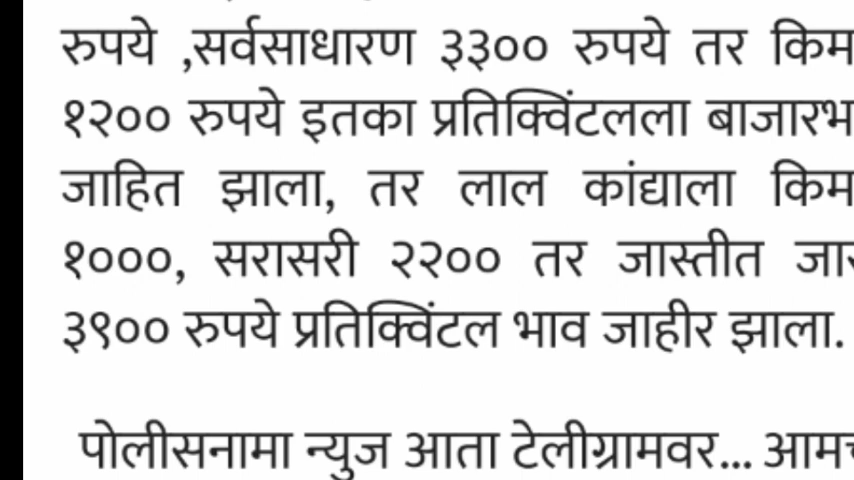 रुपये ,सर्वसाधारण ३३०० रुपये तर किम
१२०० रुपये इतका प्रतिक्विंटलला बाजारभ
जाहित झाला, तर लाल कांद्याला किम
१०००, सरासरी २२०० तर जास्तीत जा
३९०० रुपये प्रतिक्विंटल भाव जाहीर झाला.
पोलीसनामा न्युज आता टेलीग्रामवर... आम